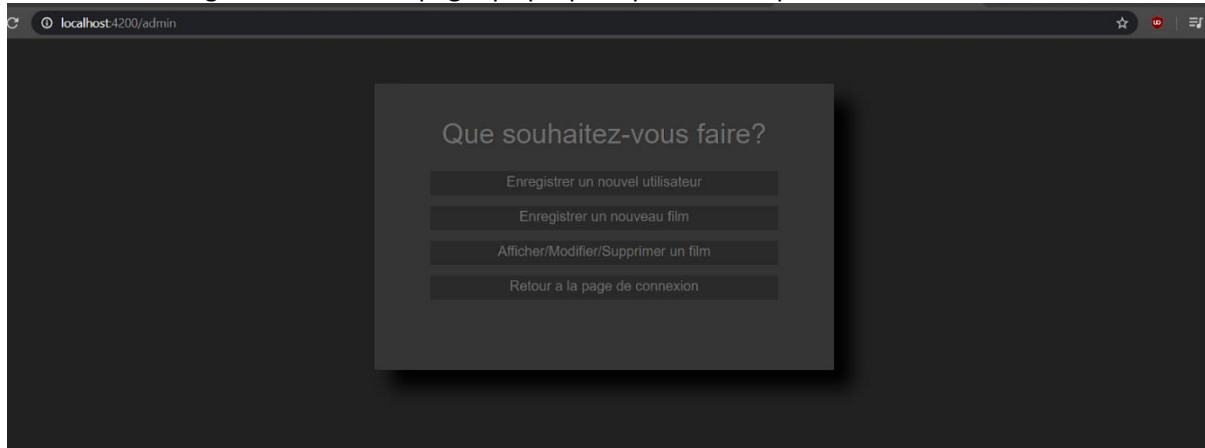 localhost:4200/admin
Que souhaitez-vous faire?
Enregistrer un nouvel utilisateur
Enregistrer un nouveau film
Afficher/Modifier/Supprimer un film
Retour a la page de connexion